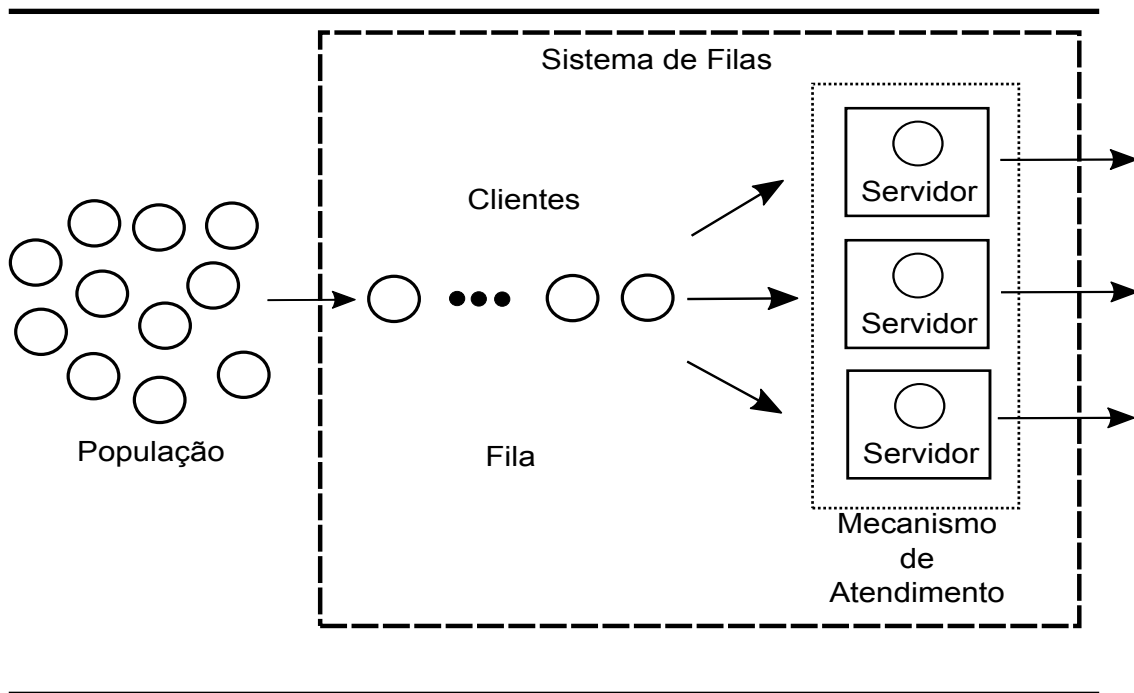 Sistema de Filas
Clientes
Servidor
Servidor
Servidor
População
Fila
Mecanismo
de
Atendimento